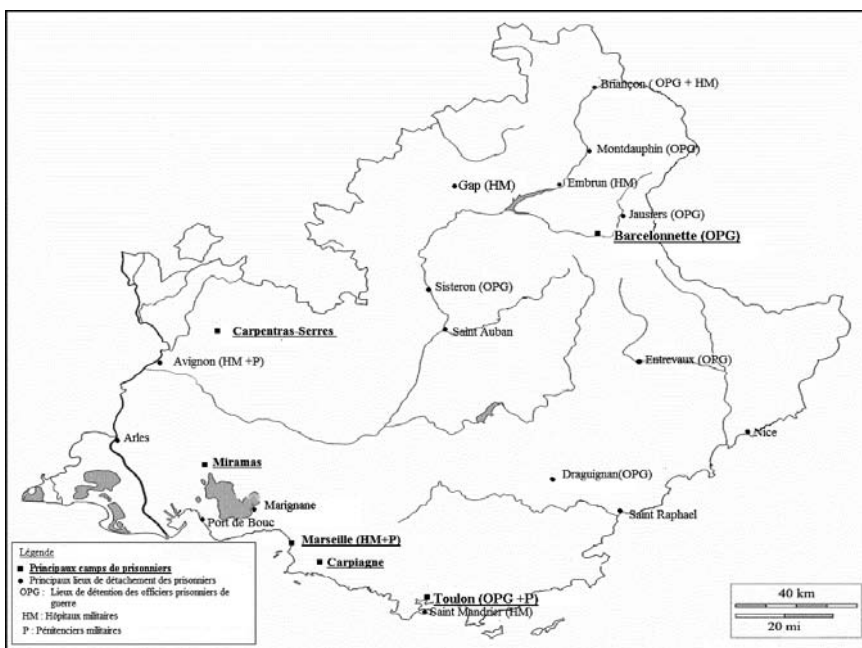 Briançon ( OPG + HM)
Montdauphin (OPG)
Gap (HM)
Embrun (HM)
Jausiers (OPG)
Barcelonnette (OPG)
Sisteron (OPG)
Carpentras-Serres
Saint Auban
Avignon (HM +P)
Entrevaux (OPG)
Arles
Nice
Miramas
Draguignan(OPG)
Marignane
Saint Raphael
Port de Bouc
Marseille (HM+P)
Carpiagne
Toulon (OPG +P)
Saint Mandrier (HM)
Légende
Principaux camps de prisonniers
Principaux lieux de détachement des prisonniers
OPG : Lieux de détention des officiers prisonniers de
guerre
HM : Hôpitaux militaires
P : Pénitenciers militaires
40 km
20 mi